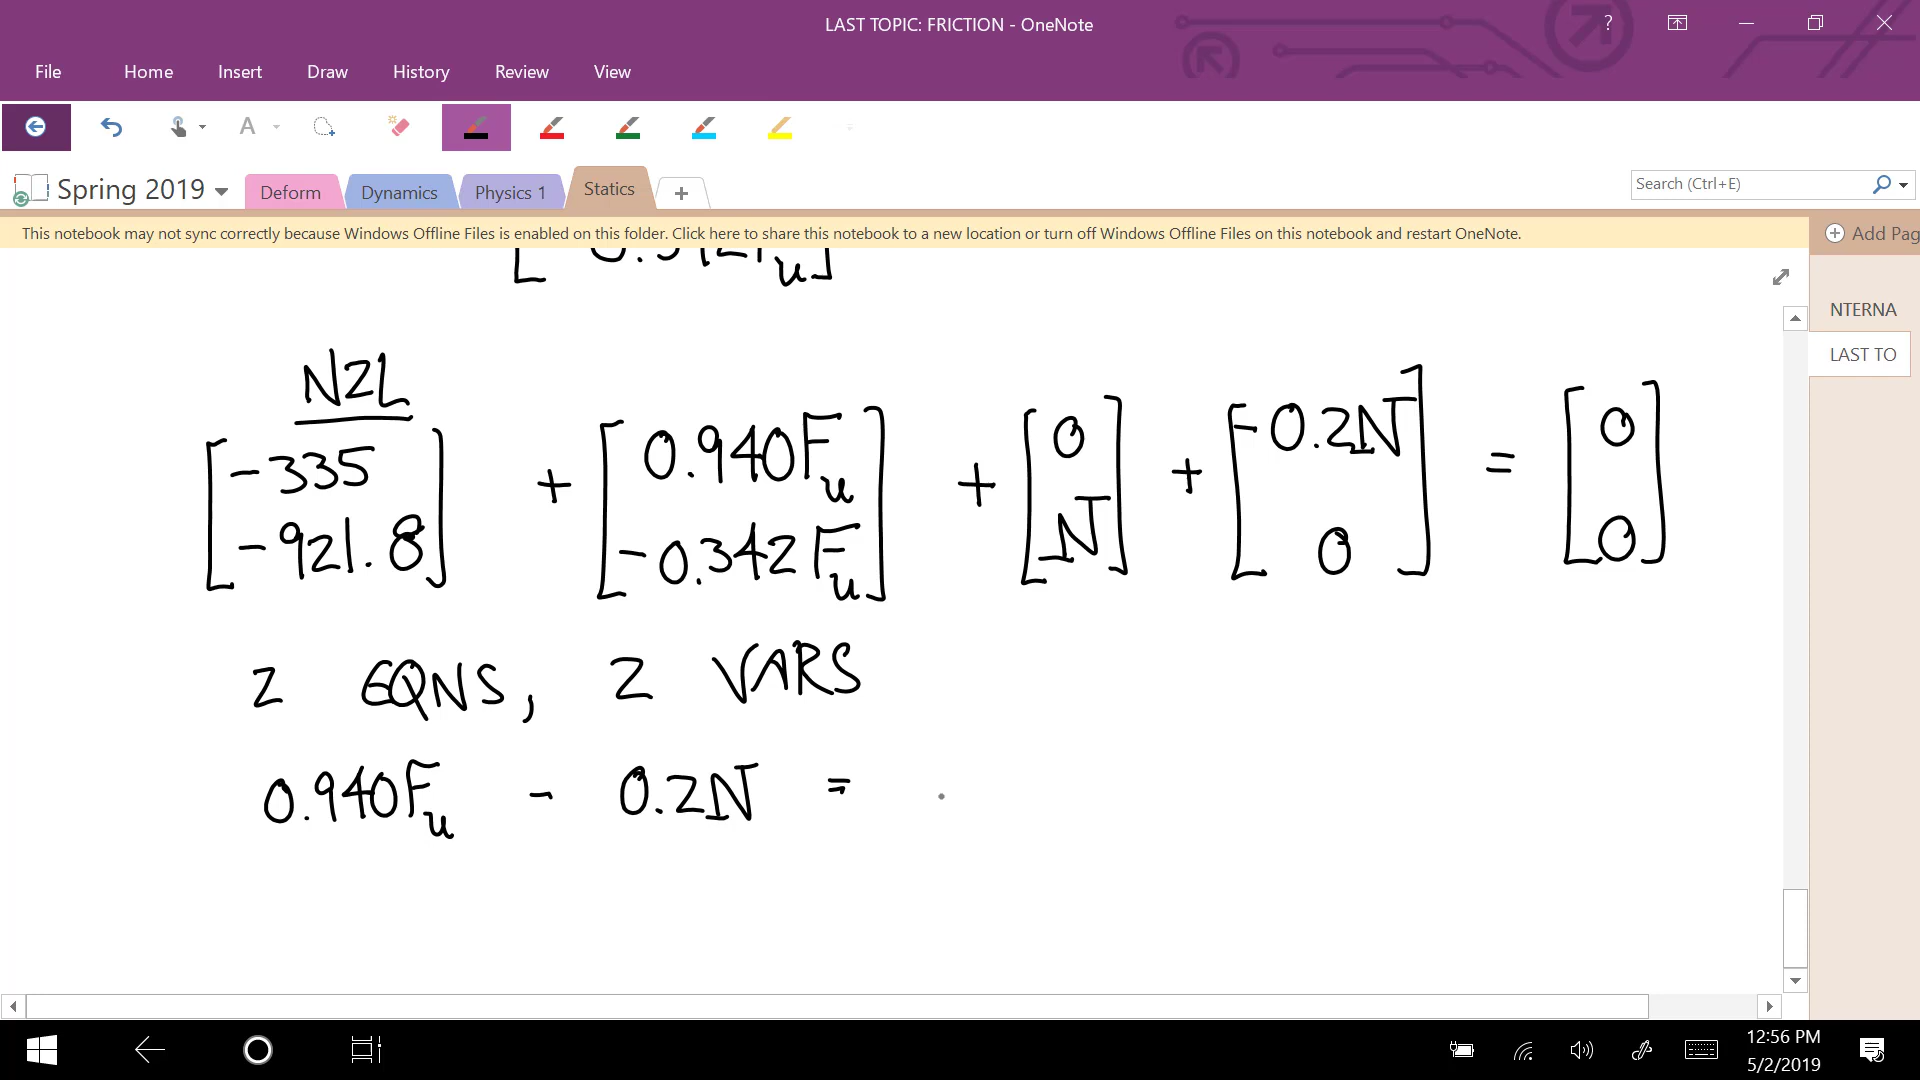 LAST TOPIC: FRICTION - OneNote
?
File Home Insert Draw History Review View
A
Spring 2019 Deform Dynamics Physics 1 Statics + Search (Ctrl+E)
This notebook may not sync correctly because Windows Offline Files is enabled on this folder. Click here to share this notebook to a new location or turn off Windows Offline Files on this notebook and restart OneNote.
Add Pag
NTERNA
LAST TO
N2L
[-335 -921.8] + [0.940Fu -0.342Fu] + [0 N] + [-0.2N 0] = [0 0]
2 EQNS, 2 VARS
0.940Fu - 0.2N =
12:56 PM
5/2/2019